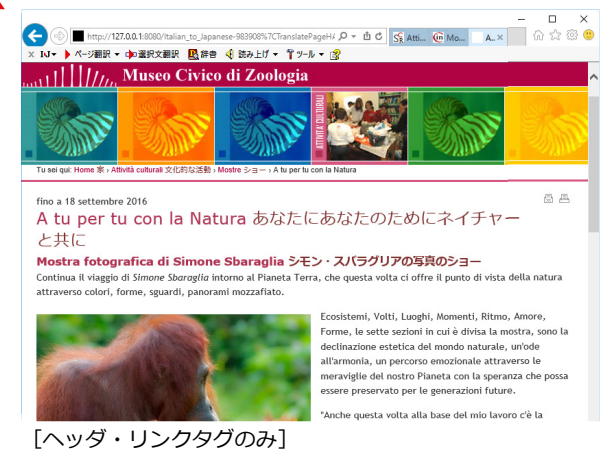 http://127.0.0.1:8080/Italian_to_Japanese-983908%7CTranslatePageH
Atti...
Mo...
A...
ページ翻訳
選択文翻訳
辞書
読み上げ
ツール
Museo Civico di Zoologia
ATTIVITA' CULTURALI
Tu sei qui: Home 家 › Attività culturali 文化的な活動 › Mostre ショー › A tu per tu con la Natura
fino a 18 settembre 2016
A tu per tu con la Natura あなたにあなたのためにネイチャー
と共に
Mostra fotografica di Simone Sbaraglia シモン・スバラグリアの写真のショー
Continua il viaggio di Simone Sbaraglia intorno al Pianeta Terra, che questa volta ci offre il punto di vista della natura
attraverso colori, forme, sguardi, panorami mozzafiato.
Ecosistemi, Volti, Luoghi, Momenti, Ritmo, Amore,
Forme, le sette sezioni in cui è divisa la mostra, sono la
declinazione estetica del mondo naturale, un'ode
all'armonia, un percorso emozionale attraverso le
meraviglie del nostro Pianeta con la speranza che possa
essere preservato per le generazioni future.
"Anche questa volta alla base del mio lavoro c'è la
[ヘッダ・リンクタグのみ]